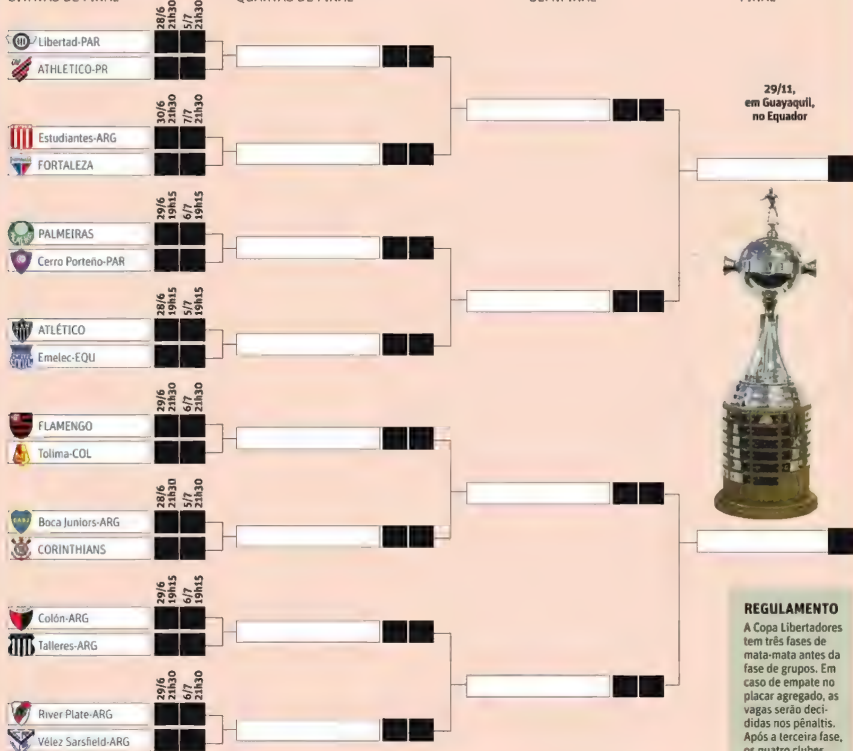 OITAVAS DE FINAL
QUARTAS DE FINAL
SEMIFINAL
FINAL
28/6
21h30
5/7
21h30
Libertad-PAR
ATHLETICO-PR
30/6
21h30
7/7
21h30
Estudiantes-ARG
FORTALEZA
29/6
19h15
6/7
19h15
PALMEIRAS
Cerro Porteño-PAR
28/6
19h15
5/7
19h15
ATLÉTICO
Emelec-EQU
29/6
21h30
6/7
21h30
FLAMENGO
Tolima-COL
28/6
21h30
5/7
21h30
Boca Juniors-ARG
CORINTHIANS
29/6
19h15
6/7
19h15
Colón-ARG
Talleres-ARG
29/6
21h30
6/7
21h30
River Plate-ARG
Vélez Sarsfield-ARG
29/11,
em Guayaquil,
no Equador
REGULAMENTO
A Copa Libertadores
tem três fases de
mata-mata antes da
fase de grupos. Em
caso de empate no
placar agregado, as
vagas serão deci-
didas nos pênaltis.
Após a terceira fase,
os quatro clubes